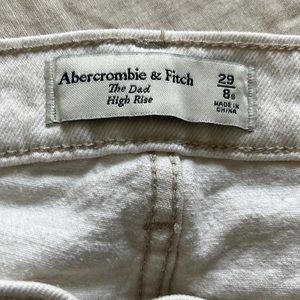 Abercrombie & Fitch
The Dad
High Rise
29
8S
MADE IN
CHINA